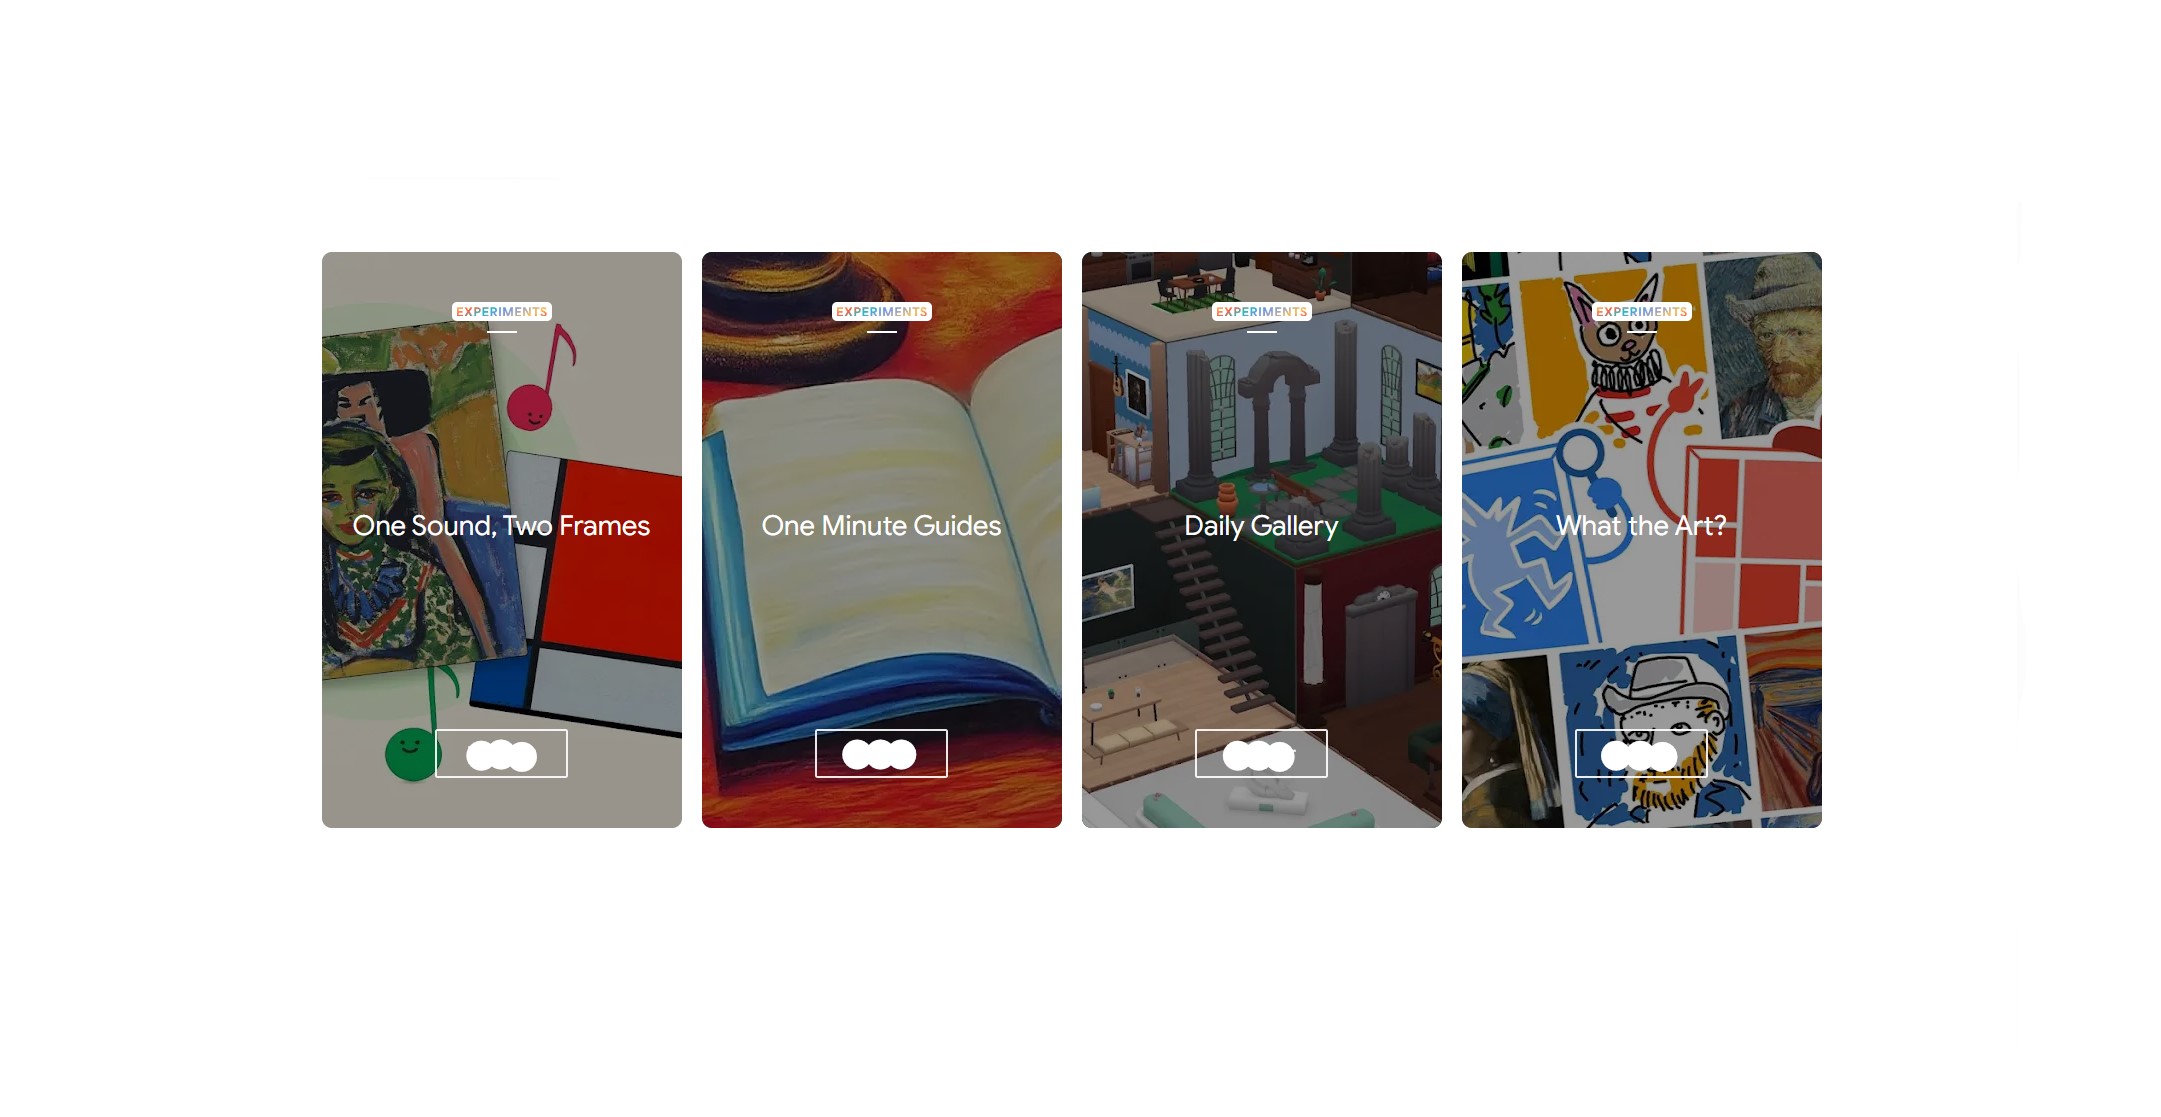 EXPERIMENTS
One Sound, Two Frames
EXPERIMENTS
One Minute Guides
EXPERIMENTS
Daily Gallery
EXPERIMENTS
What the Art?